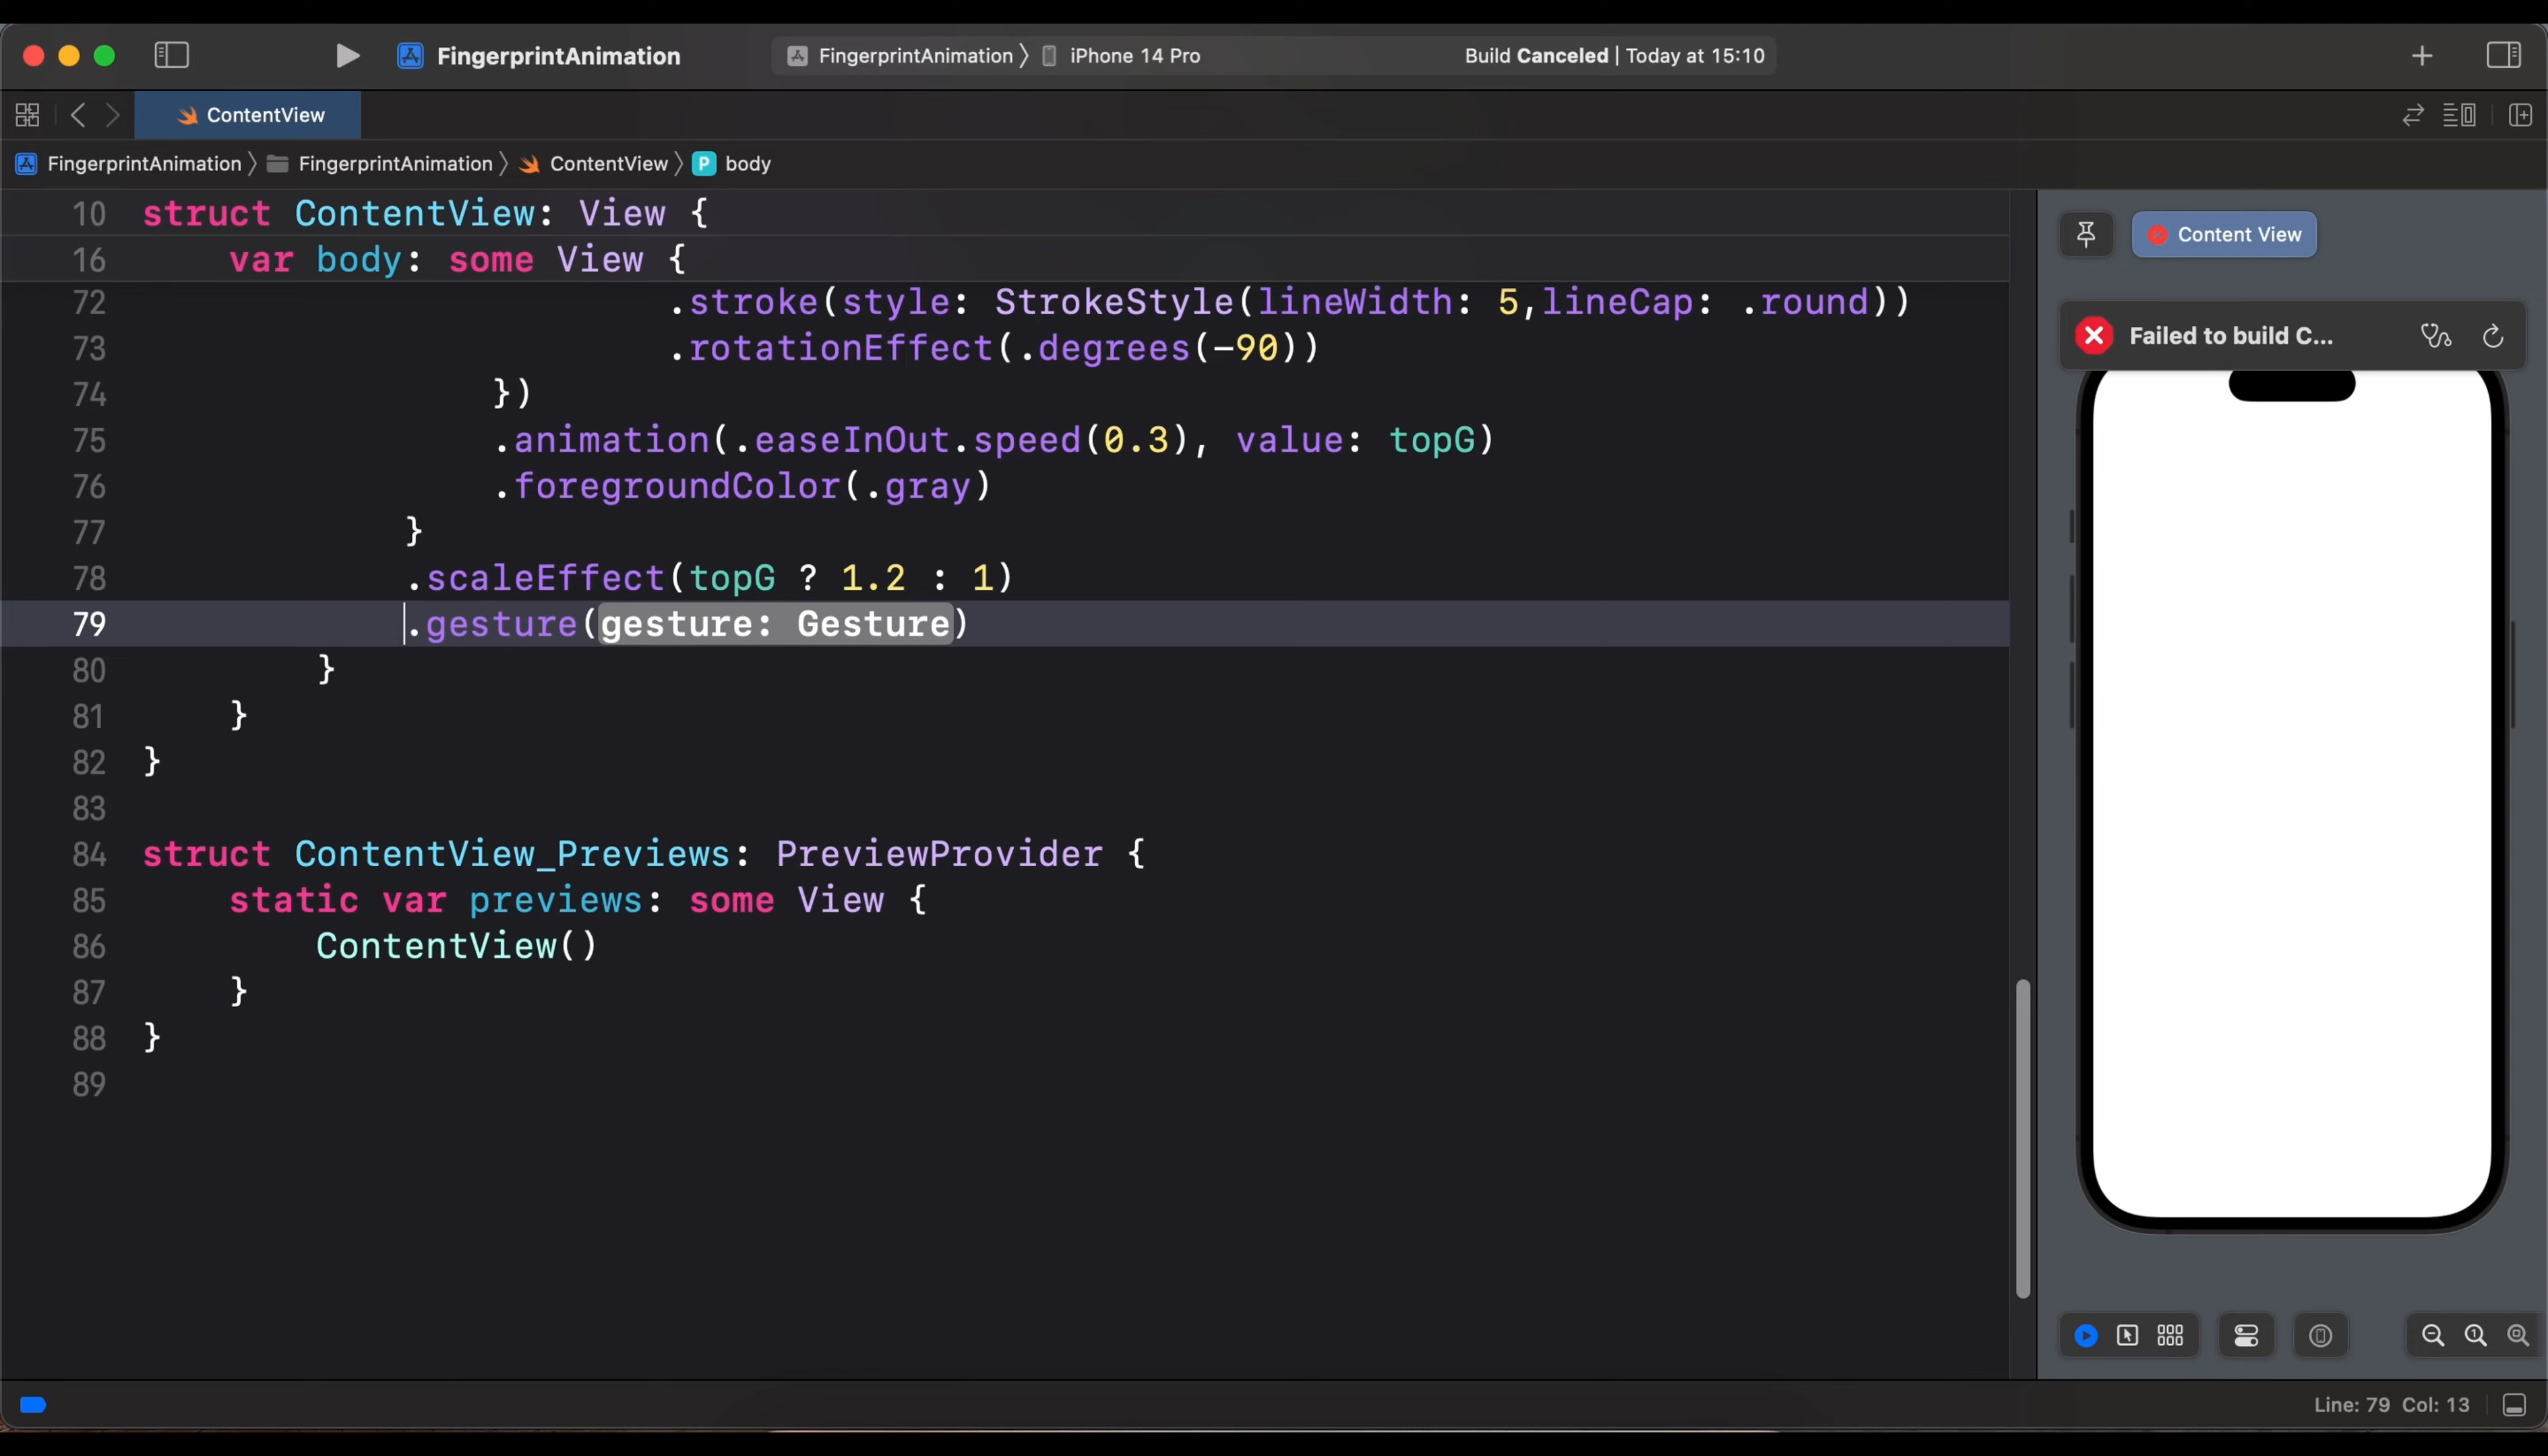 FingerprintAnimation
FingerprintAnimation 〉 iPhone 14 Pro
Build Canceled | Today at 15:10
ContentView
FingerprintAnimation 〉 FingerprintAnimation 〉 ContentView 〉 P body
10 struct ContentView: View {
16 var body: some View {
72 .stroke(style: StrokeStyle(lineWidth: 5,lineCap: .round))
73 .rotationEffect(.degrees(-90))
74 })
75 .animation(.easeInOut.speed(0.3), value: topG)
76 .foregroundColor(.gray)
77 }
78 .scaleEffect(topG ? 1.2 : 1)
79 .gesture(gesture: Gesture)
80 }
81 }
82 }
83
84 struct ContentView_Previews: PreviewProvider {
85 static var previews: some View {
86 ContentView()
87 }
88 }
89
Content View
Failed to build C...
Line: 79 Col: 13